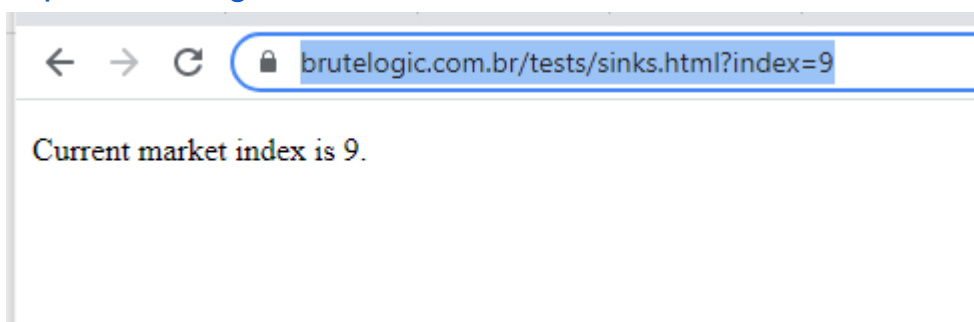 brutelogic.com.br/tests/sinks.html?index=9
Current market index is 9.